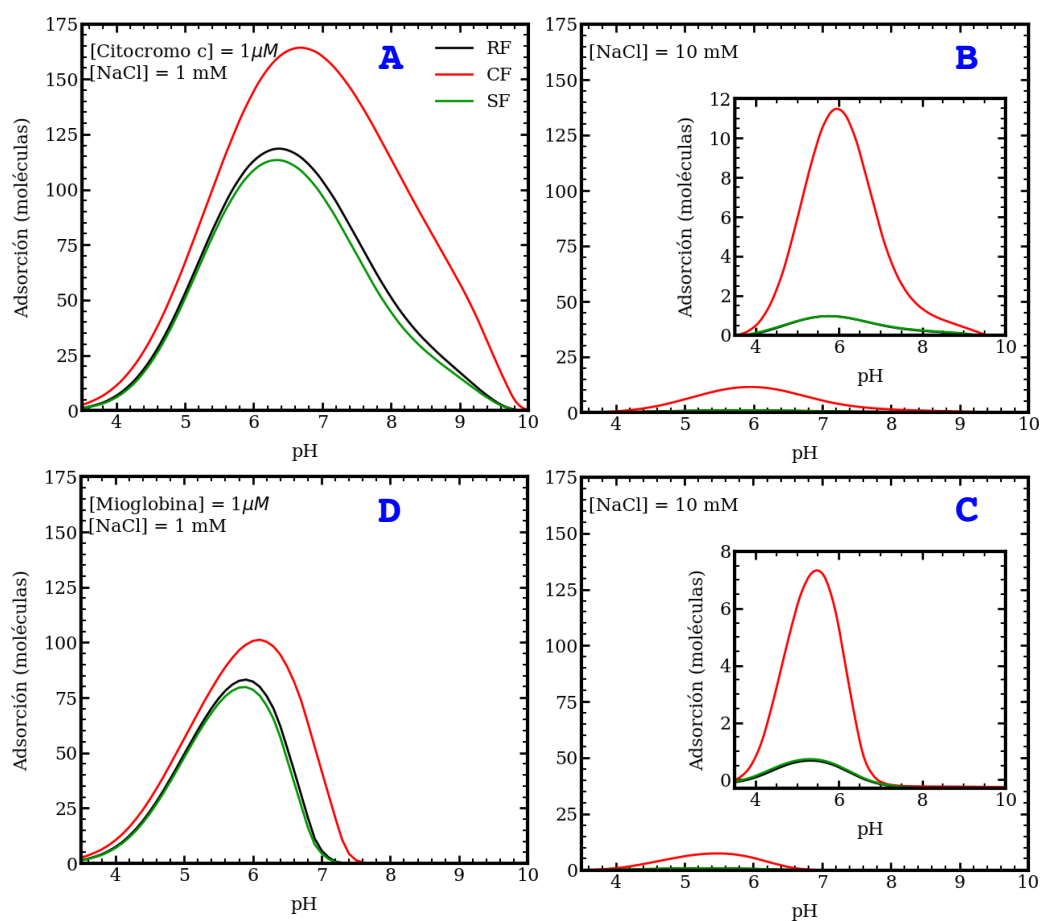 175
150
125
100
75
50
25
0
Adsorción (moléculas)
[Citocromo c] = 1μM
[NaCl] = 1 mM
A
RF
CF
SF
4 5 6 7 8 9 10
pH
175
150
125
100
75
50
25
0
[NaCl] = 10 mM
B
12
10
8
6
4
2
0
Adsorción (moléculas)
4 6 8 10
pH
4 5 6 7 8 9 10
pH
175
150
125
100
75
50
25
0
Adsorción (moléculas)
[Mioglobina] = 1μM
[NaCl] = 1 mM
D
4 5 6 7 8 9 10
pH
175
150
125
100
75
50
25
0
[NaCl] = 10 mM
C
8
6
4
2
0
Adsorción (moléculas)
4 6 8 10
pH
4 5 6 7 8 9 10
pH